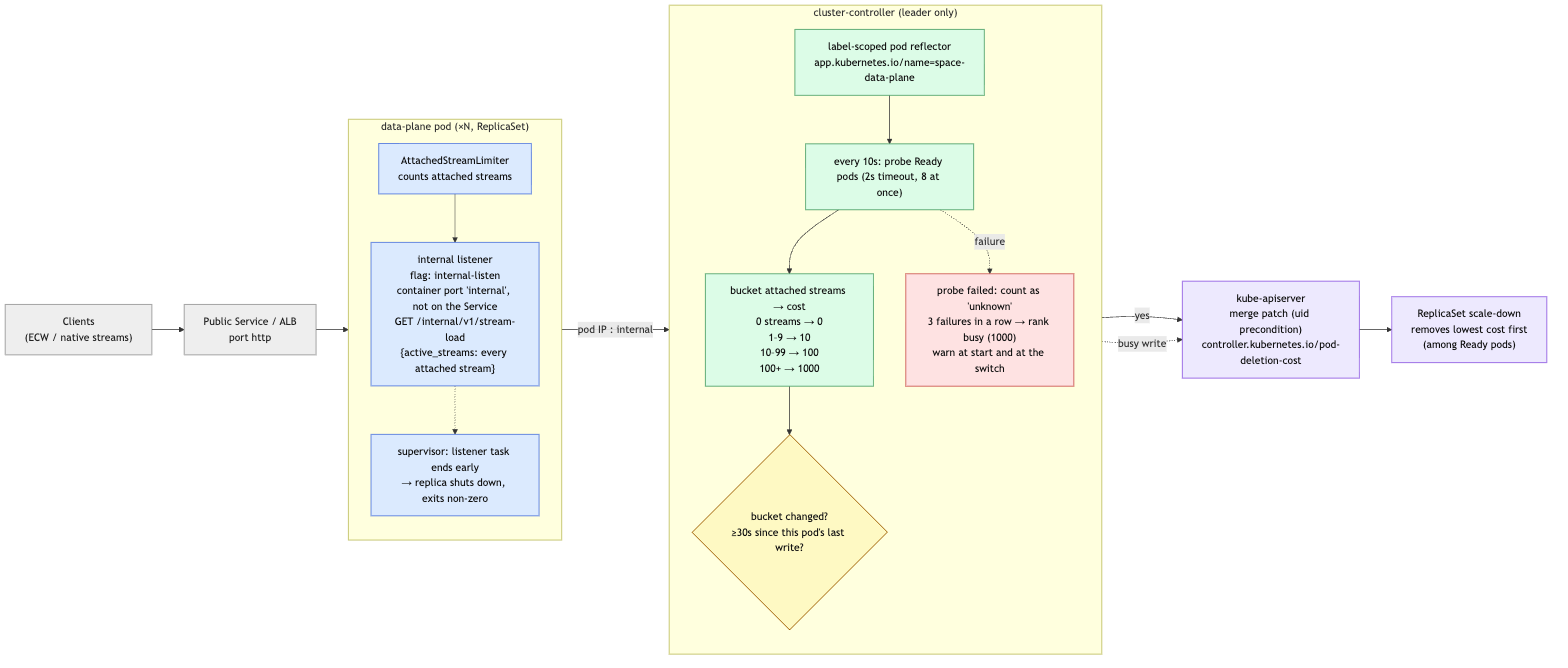 Clients
(ECW / native streams)
Public Service / ALB
port http
data-plane pod (×N, ReplicaSet)
AttachedStreamLimiter
counts attached streams
internal listener
flag: internal-listen
container port 'internal',
not on the Service
GET /internal/v1/stream-
load
{active_streams: every
attached stream}
supervisor: listener task
ends early
→ replica shuts down,
exits non-zero
pod IP : internal
cluster-controller (leader only)
label-scoped pod reflector
app.kubernetes.io/name=space-
data-plane
every 10s: probe Ready
pods (2s timeout, 8 at
once)
failure
bucket attached streams
→ cost
0 streams → 0
1-9 → 10
10-99 → 100
100+ → 1000
probe failed: count as
'unknown'
3 failures in a row → rank
busy (1000)
warn at start and at the
switch
bucket changed?
≥30s since this pod's last
write?
yes
busy write
kube-apiserver
merge patch (uid
precondition)
controller.kubernetes.io/pod-
deletion-cost
ReplicaSet scale-down
removes lowest cost first
(among Ready pods)